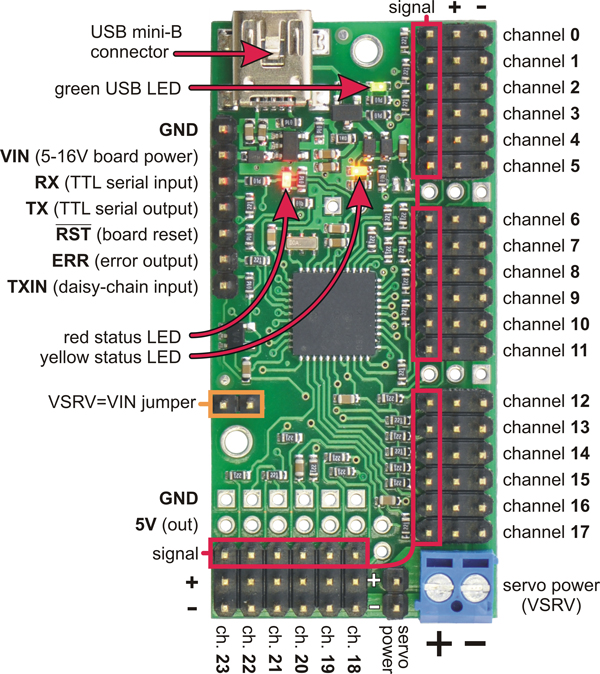 signal + −
USB mini-B
connector
green USB LED
GND
VIN (5-16V board power)
RX (TTL serial input)
TX (TTL serial output)
RST (board reset)
ERR (error output)
TXIN (daisy-chain input)
red status LED
yellow status LED
VSRV=VIN jumper
GND
5V (out)
signal
+
−
channel 0
channel 1
channel 2
channel 3
channel 4
channel 5
channel 6
channel 7
channel 8
channel 9
channel 10
channel 11
channel 12
channel 13
channel 14
channel 15
channel 16
channel 17
servo power
(VSRV)
+ −
+
−
ch. 23
ch. 22
ch. 21
ch. 20
ch. 19
ch. 18
servo
power